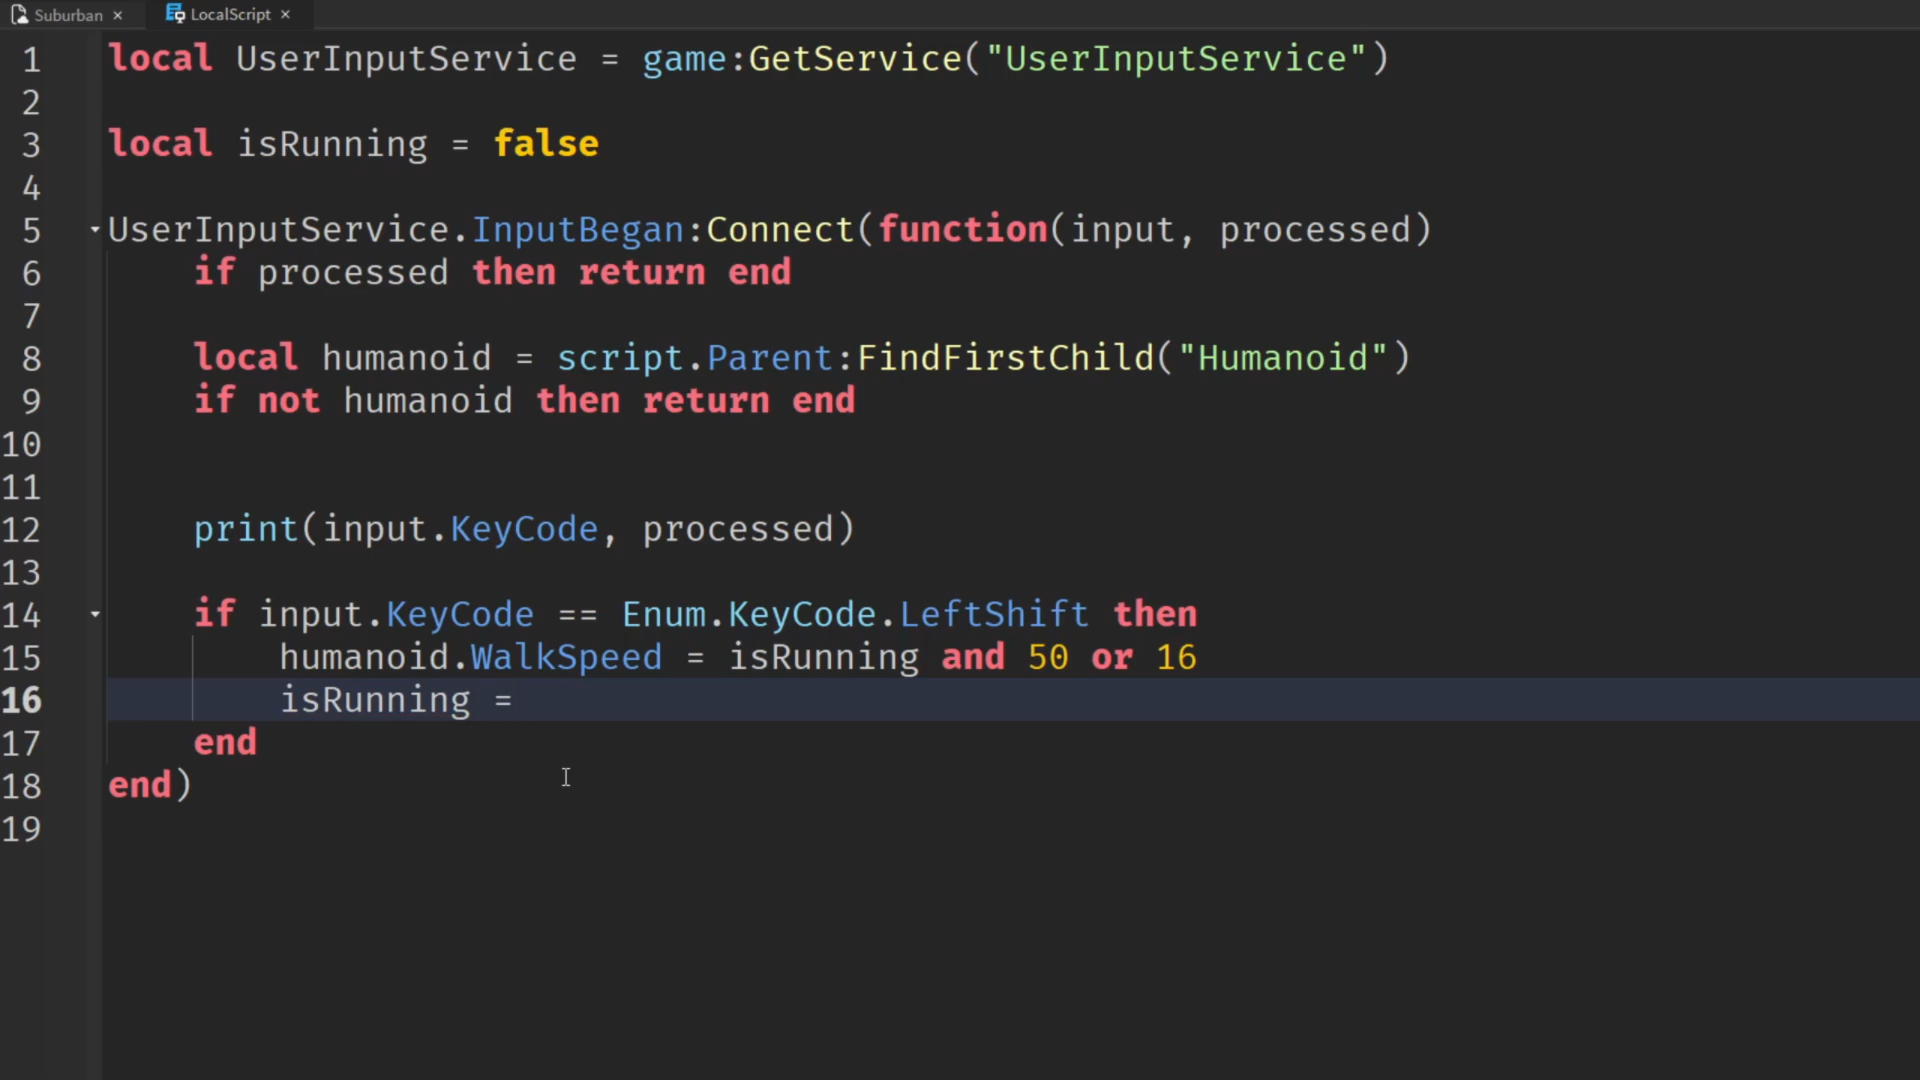 Suburban × LocalScript ×
1 local UserInputService = game:GetService("UserInputService")
2
3 local isRunning = false
4
5 UserInputService.InputBegan:Connect(function(input, processed)
6 if processed then return end
7
8 local humanoid = script.Parent:FindFirstChild("Humanoid")
9 if not humanoid then return end
10
11
12 print(input.KeyCode, processed)
13
14 if input.KeyCode == Enum.KeyCode.LeftShift then
15 humanoid.WalkSpeed = isRunning and 50 or 16
16 isRunning =
17 end
18 end)
19